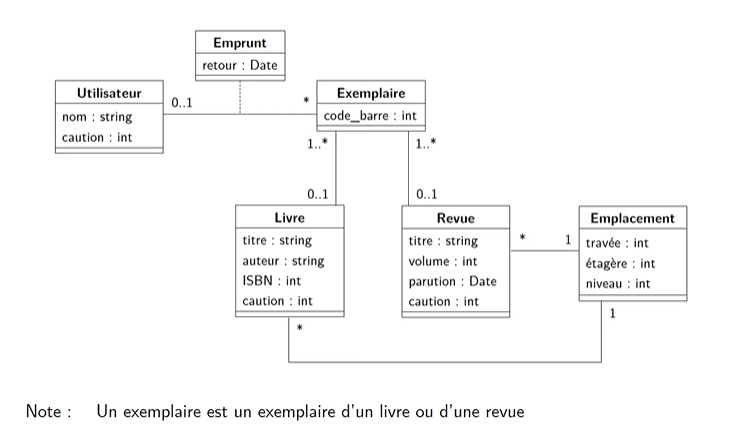 Emprunt
retour : Date
Utilisateur
nom : string
caution : int
0..1
*
Exemplaire
code_barre : int
1..*
1..*
0..1
0..1
Livre
titre : string
auteur : string
ISBN : int
caution : int
*
Revue
titre : string
volume : int
parution : Date
caution : int
*
1
Emplacement
travée : int
étagère : int
niveau : int
1
Note : Un exemplaire est un exemplaire d'un livre ou d'une revue